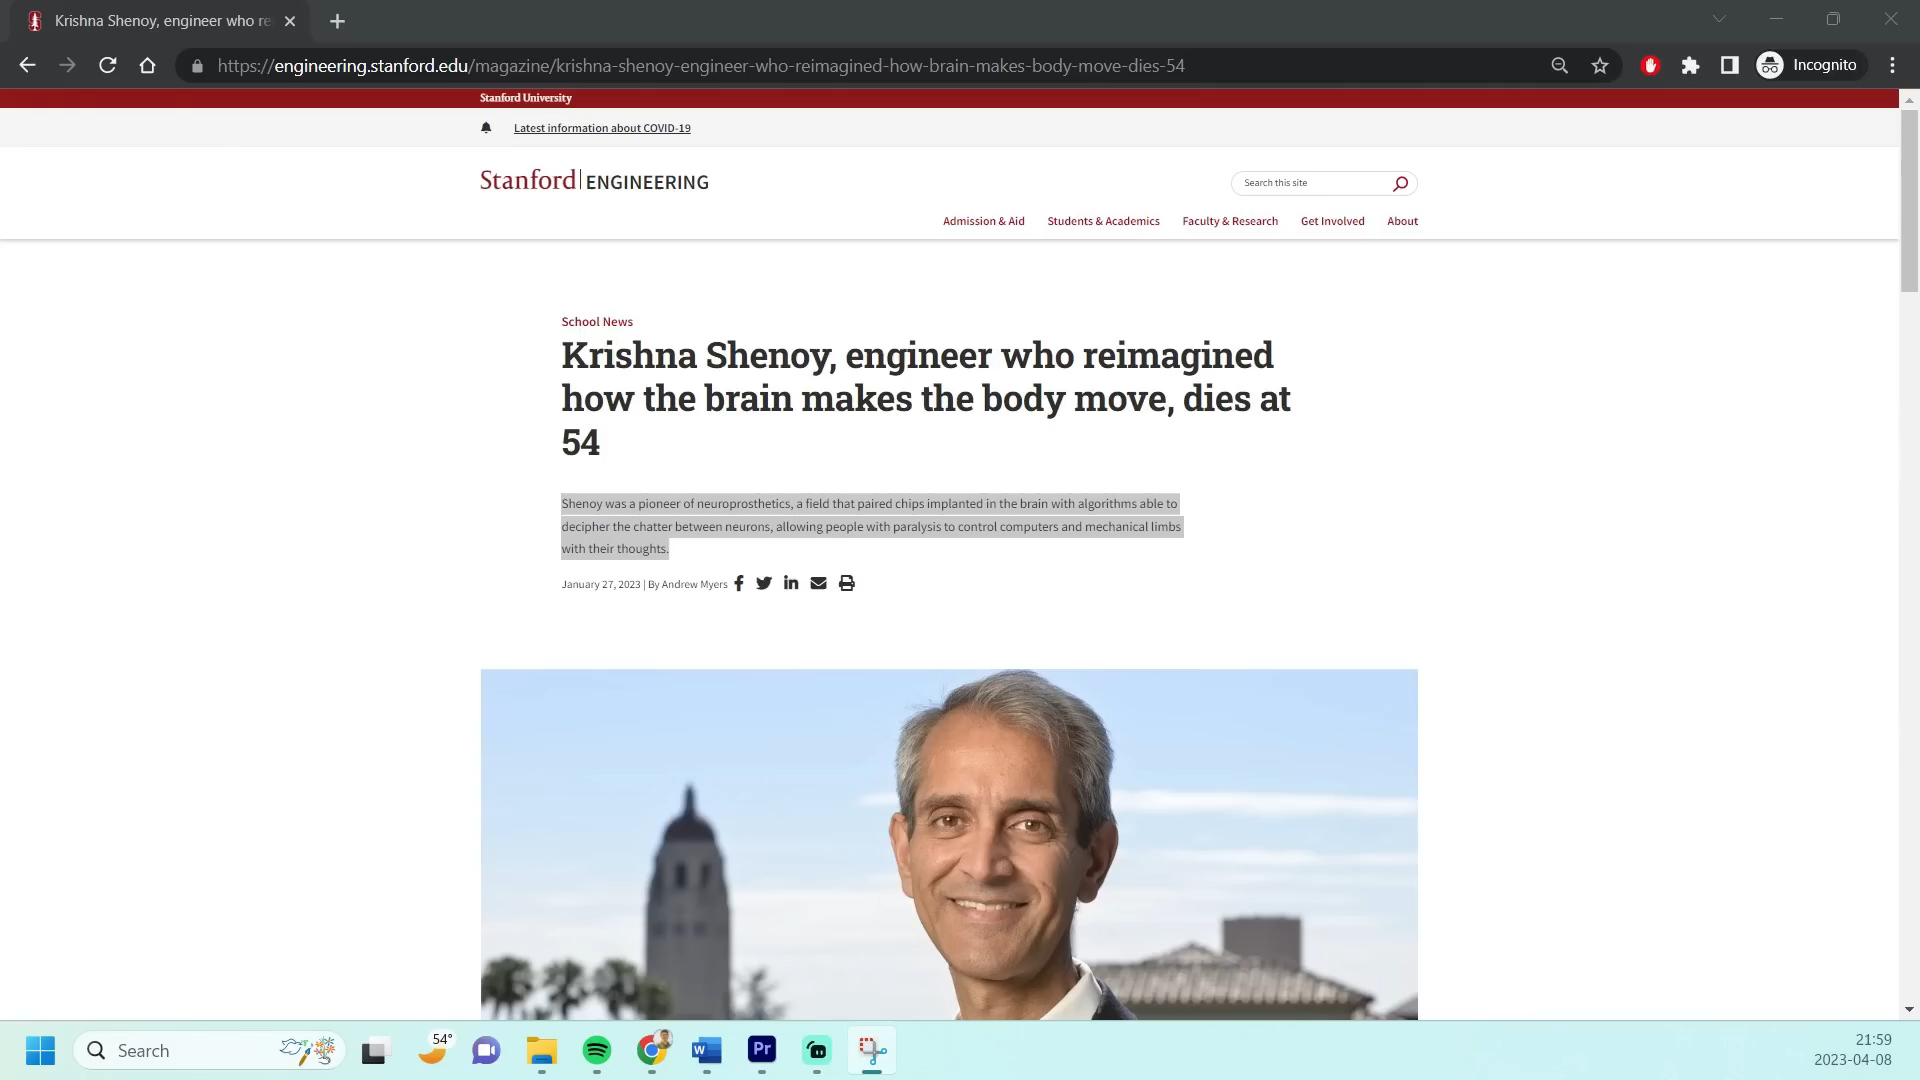 Krishna Shenoy, engineer who re
https://engineering.stanford.edu/magazine/krishna-shenoy-engineer-who-reimagined-how-brain-makes-body-move-dies-54
Incognito
Stanford University
Latest information about COVID-19
Stanford | ENGINEERING
Search this site
Admission & Aid Students & Academics Faculty & Research Get Involved About
School News
Krishna Shenoy, engineer who reimagined
how the brain makes the body move, dies at
54
Shenoy was a pioneer of neuroprosthetics, a field that paired chips implanted in the brain with algorithms able to
decipher the chatter between neurons, allowing people with paralysis to control computers and mechanical limbs
with their thoughts.
January 27, 2023 | By Andrew Myers
Search
54°
W
Pr
21:59
2023-04-08